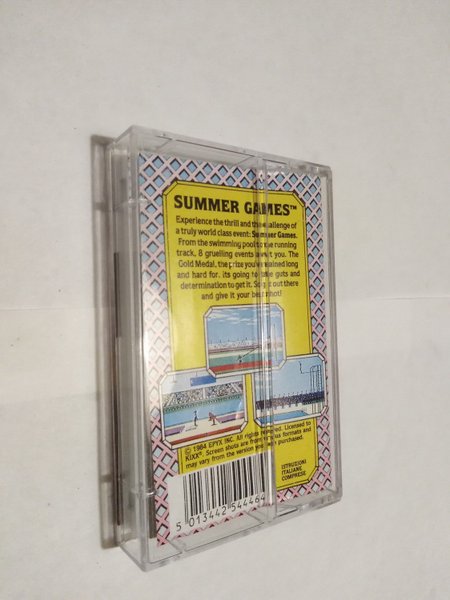 SUMMER GAMES™
Experience the thrill and the challenge of
a truly world class event: Summer Games.
From the swimming pool to the running
track, 8 gruelling events await you. The
Gold Medal, the prize you've trained long
and hard for, its going to take guts and
determination to get it. So get out there
and give it your best shot!
© 1984 EPYX INC. All rights reserved. Licensed to
KIXX. Screen shots are from various formats and
may vary from the version you have purchased.
ISTRUZIONI
ITALIANE
COMPRESE
5 013442 544464